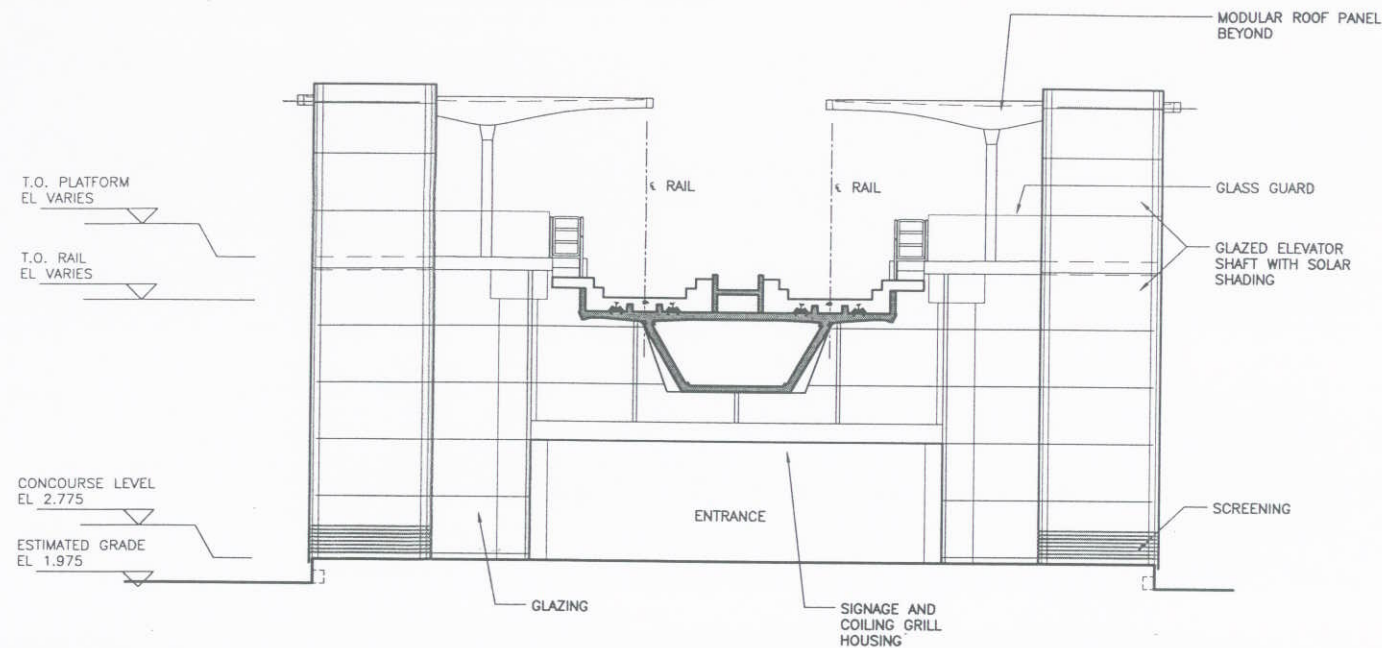 MODULAR ROOF PANEL
BEYOND
T.O. PLATFORM
EL VARIES
℄ RAIL
℄ RAIL
GLASS GUARD
T.O. RAIL
EL VARIES
GLAZED ELEVATOR
SHAFT WITH SOLAR
SHADING
CONCOURSE LEVEL
EL 2.775
ENTRANCE
SCREENING
ESTIMATED GRADE
EL 1.975
GLAZING
SIGNAGE AND
COILING GRILL
HOUSING